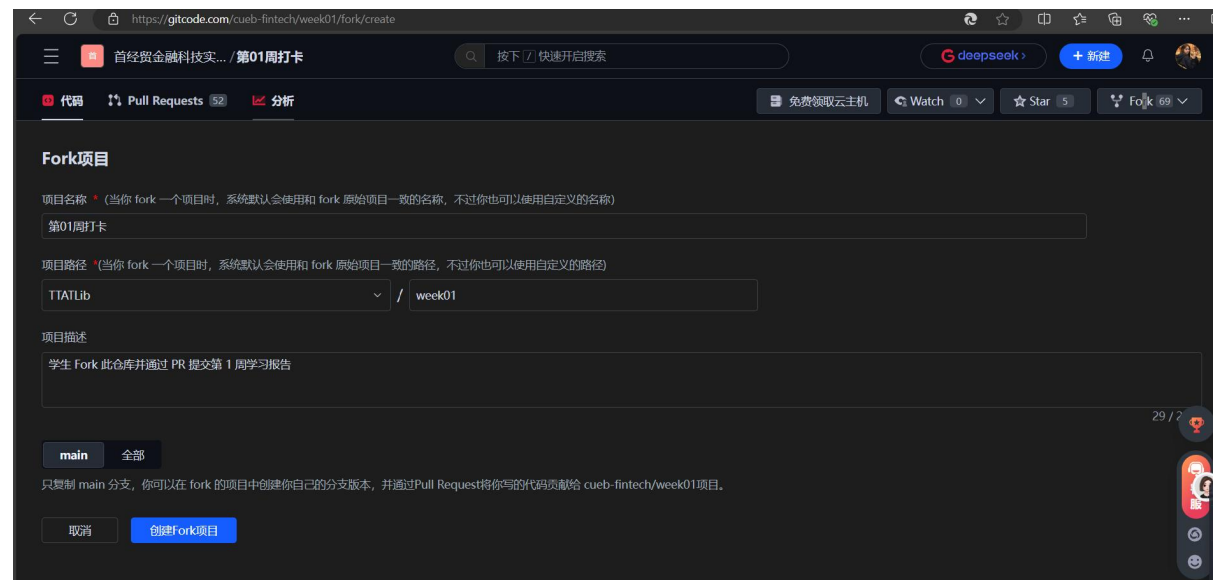 https://gitcode.com/cueb-fintech/week01/fork/create
首经贸金融科技实... / 第01周打卡
按下 / 快速开启搜索
G deepseek >
+ 新建
代码 Pull Requests 52 分析
免费领取云主机 Watch 0 Star 5 Fork 69
Fork项目
项目名称 * (当你 fork 一个项目时，系统默认会使用和 fork 原始项目一致的名称，不过你也可以使用自定义的名称)
第01周打卡
项目路径 *(当你 fork 一个项目时，系统默认会使用和 fork 原始项目一致的路径，不过你也可以使用自定义的路径)
TTATLib / week01
项目描述
学生 Fork 此仓库并通过 PR 提交第 1 周学习报告
29 / 2
main 全部
只复制 main 分支，你可以在 fork 的项目中创建你自己的分支版本，并通过Pull Request将你写的代码贡献给 cueb-fintech/week01项目。
取消 创建Fork项目